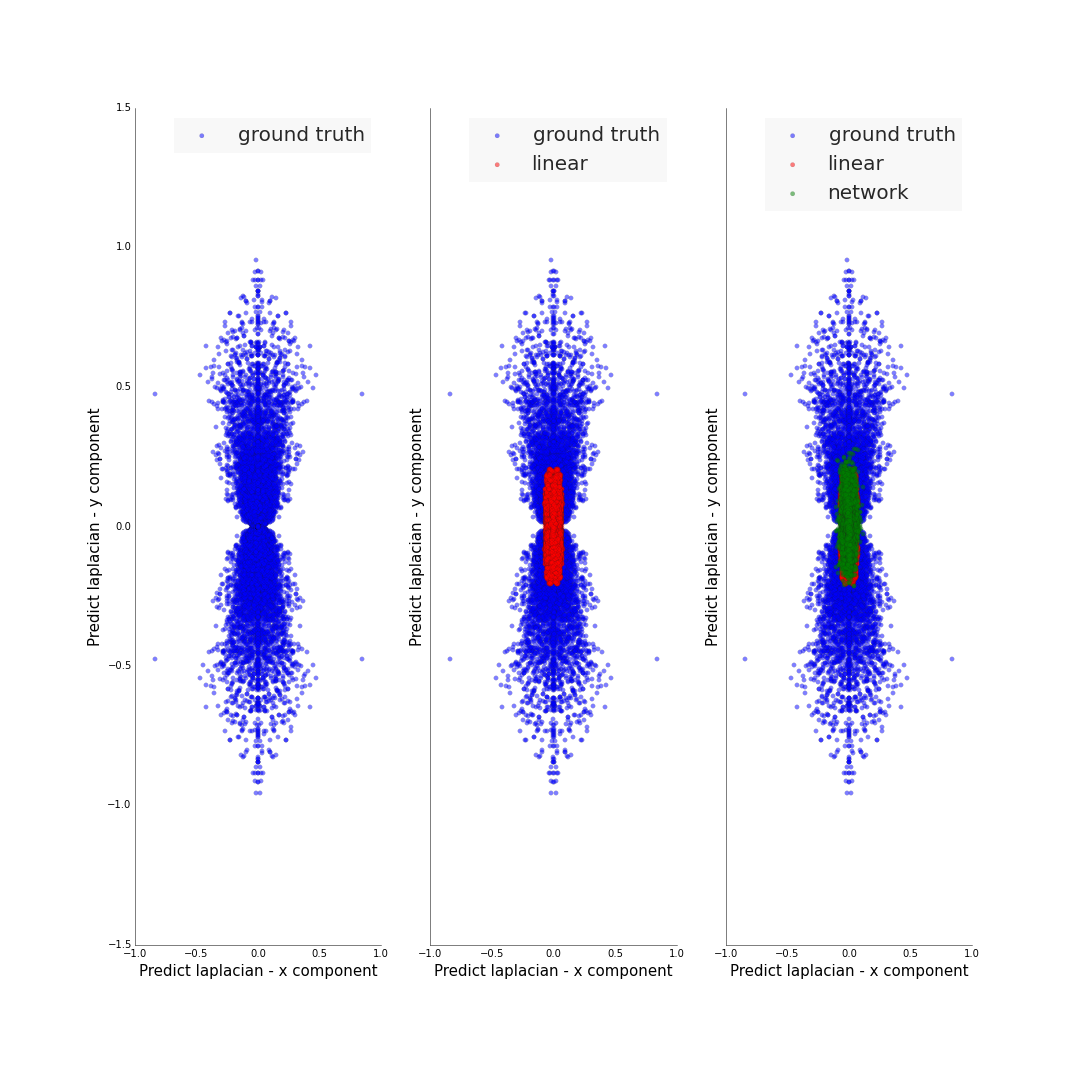 ground truth
ground truth
linear
ground truth
linear
network
1.5
1.0
0.5
0.0
−0.5
−1.0
−1.5
Predict laplacian - y component
Predict laplacian - y component
Predict laplacian - y component
−1.0 −0.5 0.0 0.5 1.0
−1.0 −0.5 0.0 0.5 1.0
−1.0 −0.5 0.0 0.5 1.0
Predict laplacian - x component
Predict laplacian - x component
Predict laplacian - x component